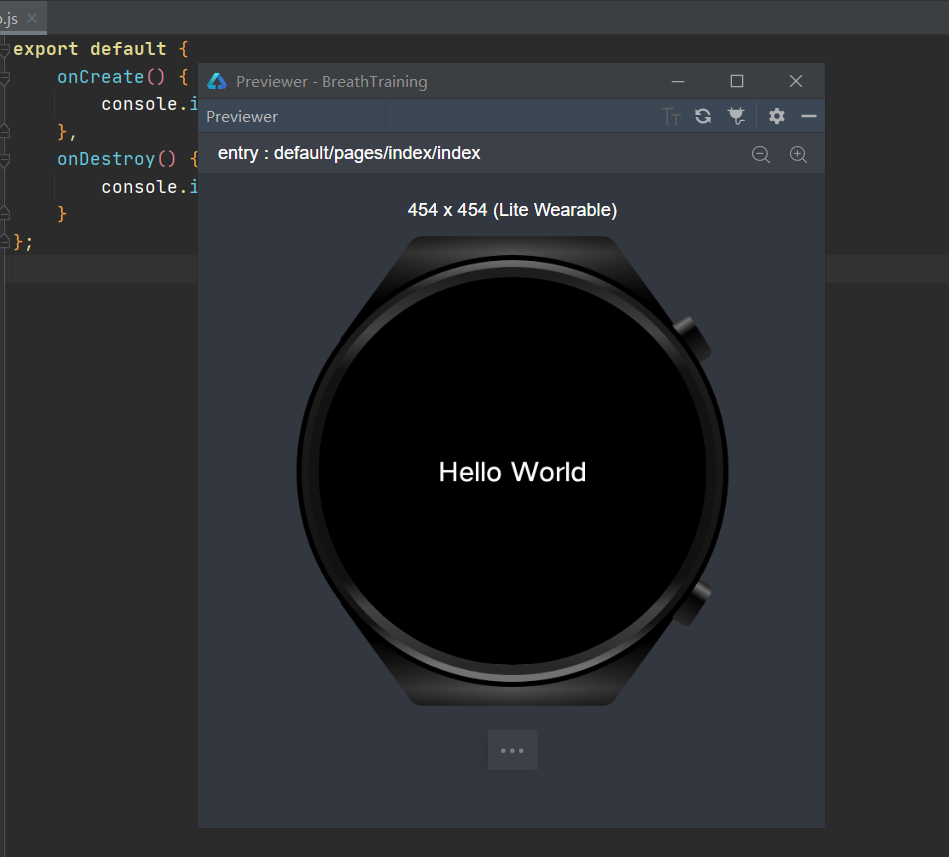 .js
export default {
onCreate() {
console.i
},
onDestroy() {
console.i
}
};
Previewer - BreathTraining
Previewer
entry : default/pages/index/index
454 x 454 (Lite Wearable)
Hello World